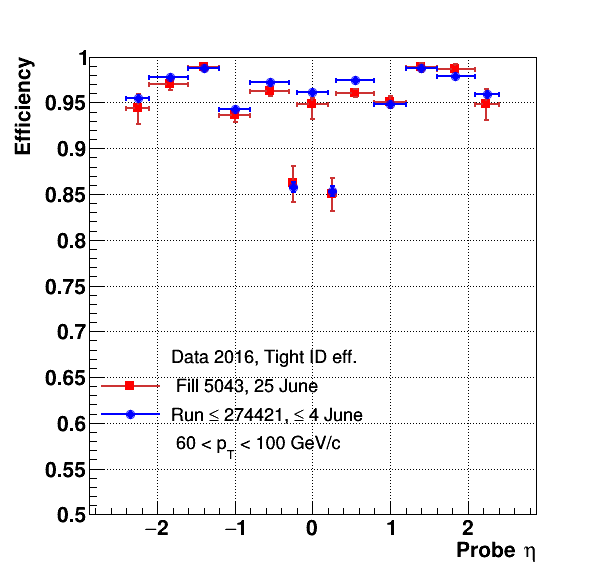 Efficiency
1
0.95
0.9
0.85
0.8
0.75
0.7
0.65
0.6
0.55
0.5
Data 2016, Tight ID eff.
Fill 5043, 25 June
Run ≤ 274421, ≤ 4 June
60 < p_T < 100 GeV/c
−2 −1 0 1 2
Probe η